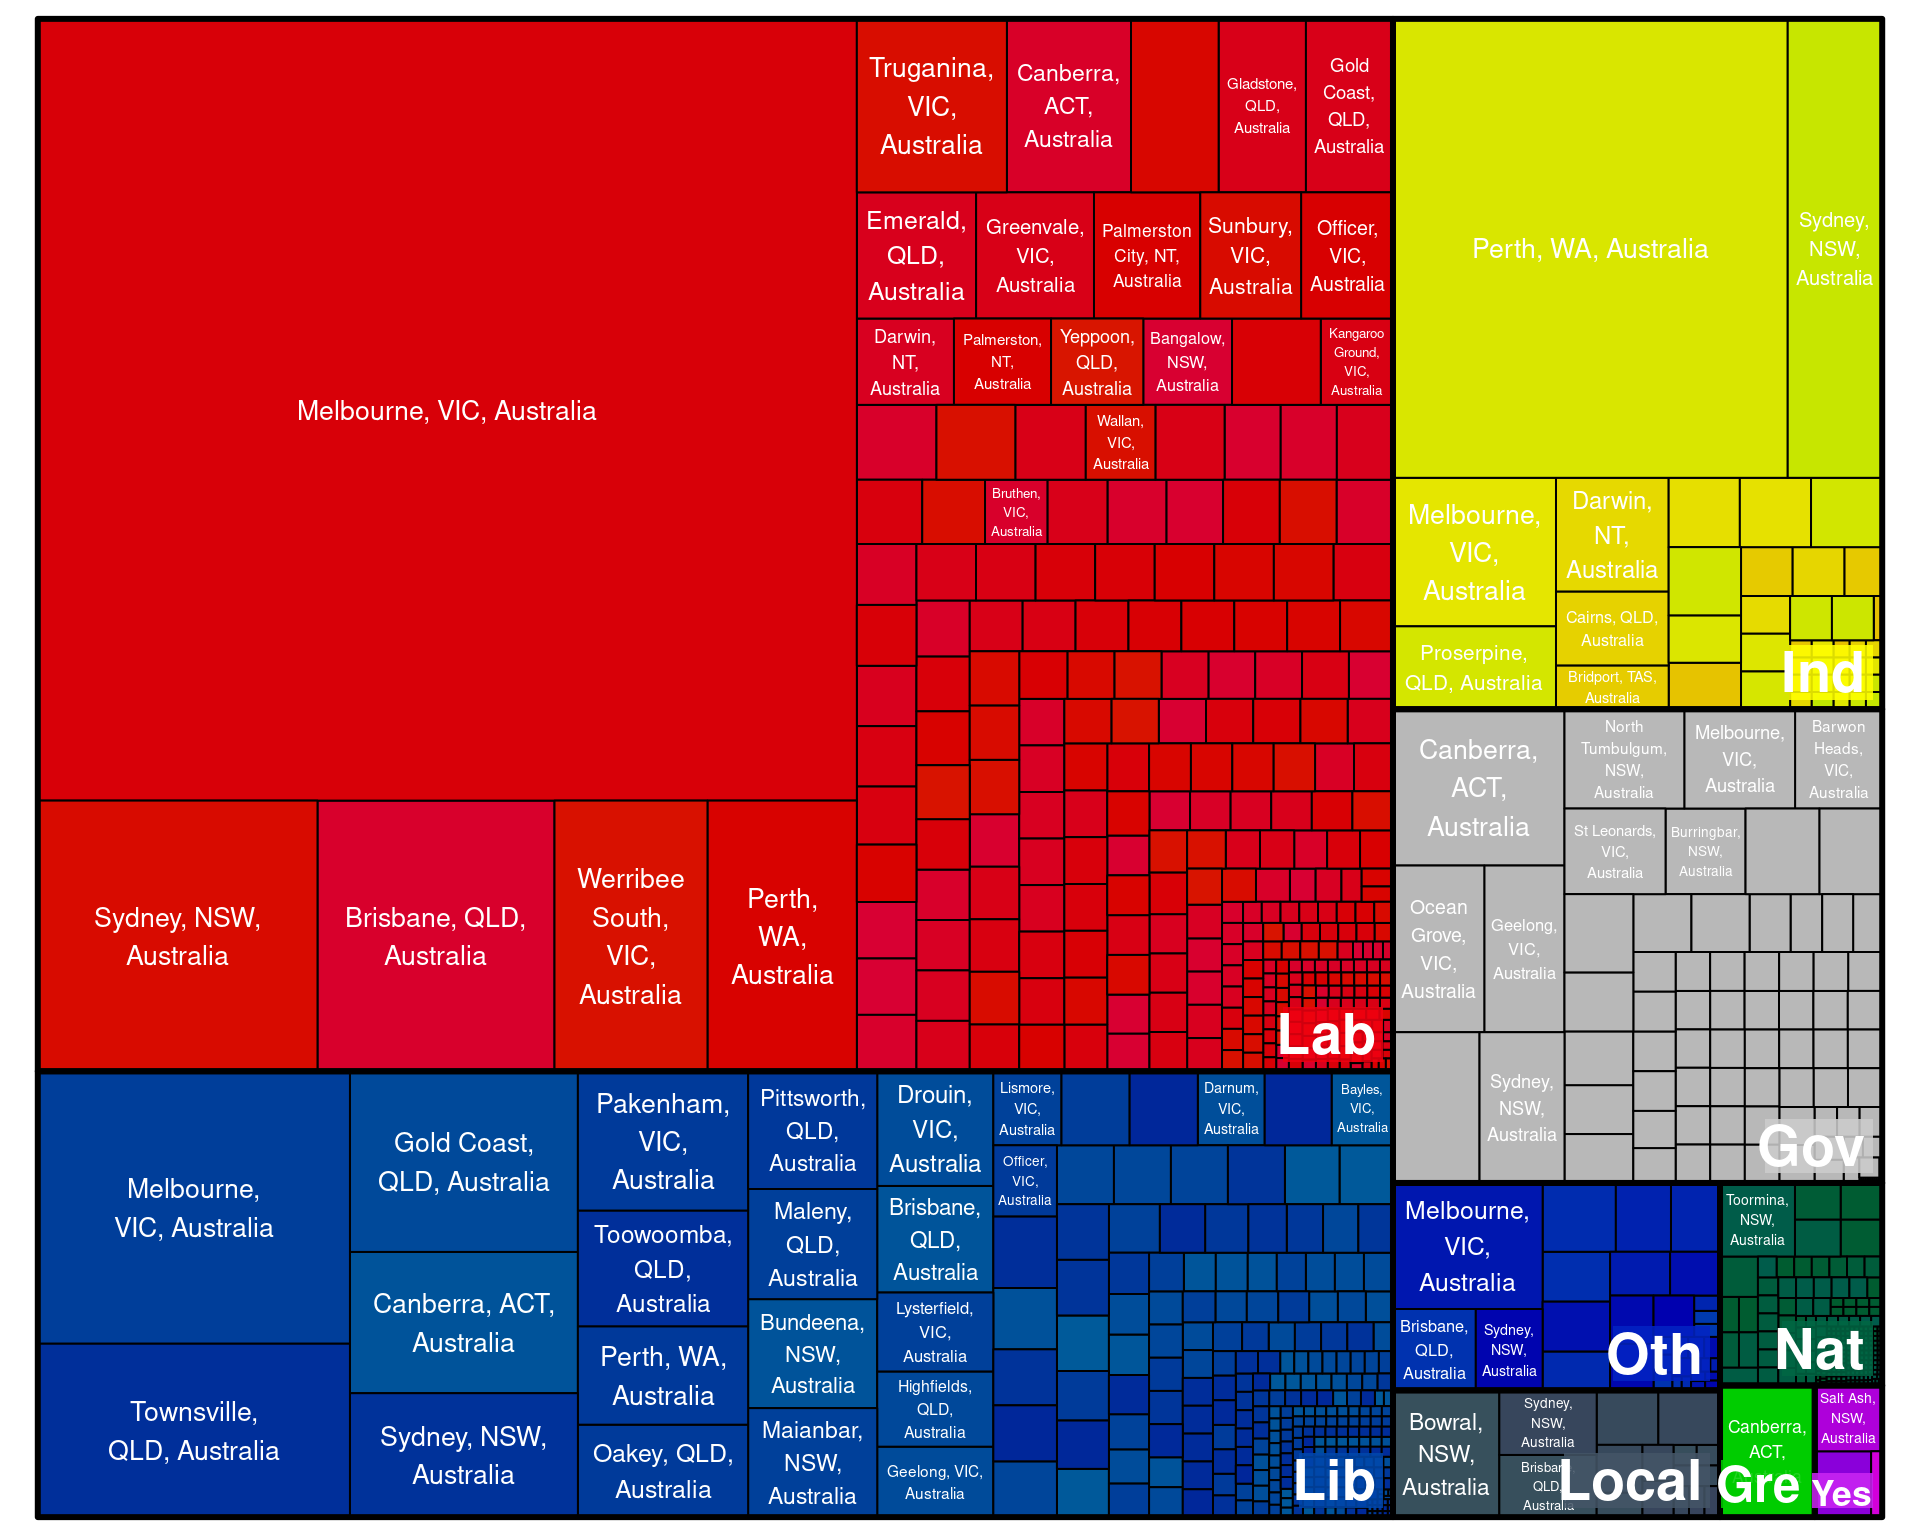 Melbourne, VIC, Australia
Sydney, NSW,
Australia
Brisbane, QLD,
Australia
Werribee
South,
VIC,
Australia
Perth,
WA,
Australia
Truganina,
VIC,
Australia
Canberra,
ACT,
Australia
Gladstone,
QLD,
Australia
Gold
Coast,
QLD,
Australia
Emerald,
QLD,
Australia
Greenvale,
VIC,
Australia
Palmerston
City, NT,
Australia
Sunbury,
VIC,
Australia
Officer,
VIC,
Australia
Darwin,
NT,
Australia
Palmerston,
NT,
Australia
Yeppoon,
QLD,
Australia
Bangalow,
NSW,
Australia
Kangaroo
Ground,
VIC,
Australia
Wallan,
VIC,
Australia
Bruthen,
VIC,
Australia
Lab
Perth, WA, Australia
Sydney,
NSW,
Australia
Melbourne,
VIC,
Australia
Darwin,
NT,
Australia
Proserpine,
QLD, Australia
Cairns, QLD,
Australia
Bridport, TAS,
Australia
Ind
Canberra,
ACT,
Australia
North
Tumbulgum,
NSW,
Australia
Melbourne,
VIC,
Australia
Barwon
Heads,
VIC,
Australia
St Leonards,
VIC,
Australia
Burringbar,
NSW,
Australia
Ocean
Grove,
VIC,
Australia
Geelong,
VIC,
Australia
Sydney,
NSW,
Australia
Gov
Melbourne,
VIC, Australia
Townsville,
QLD, Australia
Gold Coast,
QLD, Australia
Canberra, ACT,
Australia
Sydney, NSW,
Australia
Pakenham,
VIC,
Australia
Toowoomba,
QLD,
Australia
Perth, WA,
Australia
Oakey, QLD,
Australia
Pittsworth,
QLD,
Australia
Maleny,
QLD,
Australia
Bundeena,
NSW,
Australia
Maianbar,
NSW,
Australia
Drouin,
VIC,
Australia
Brisbane,
QLD,
Australia
Lysterfield,
VIC,
Australia
Highfields,
QLD,
Australia
Geelong, VIC,
Australia
Lismore,
VIC,
Australia
Officer,
VIC,
Australia
Darnum,
VIC,
Australia
Bayles,
VIC,
Australia
Lib
Melbourne,
VIC,
Australia
Brisbane,
QLD,
Australia
Sydney,
NSW,
Australia
Oth
Toormina,
NSW,
Australia
Nat
Bowral,
NSW,
Australia
Sydney,
NSW,
Australia
Brisbane,
QLD,
Australia
Local
Canberra,
ACT,
Gre
Salt Ash,
NSW,
Australia
Yes